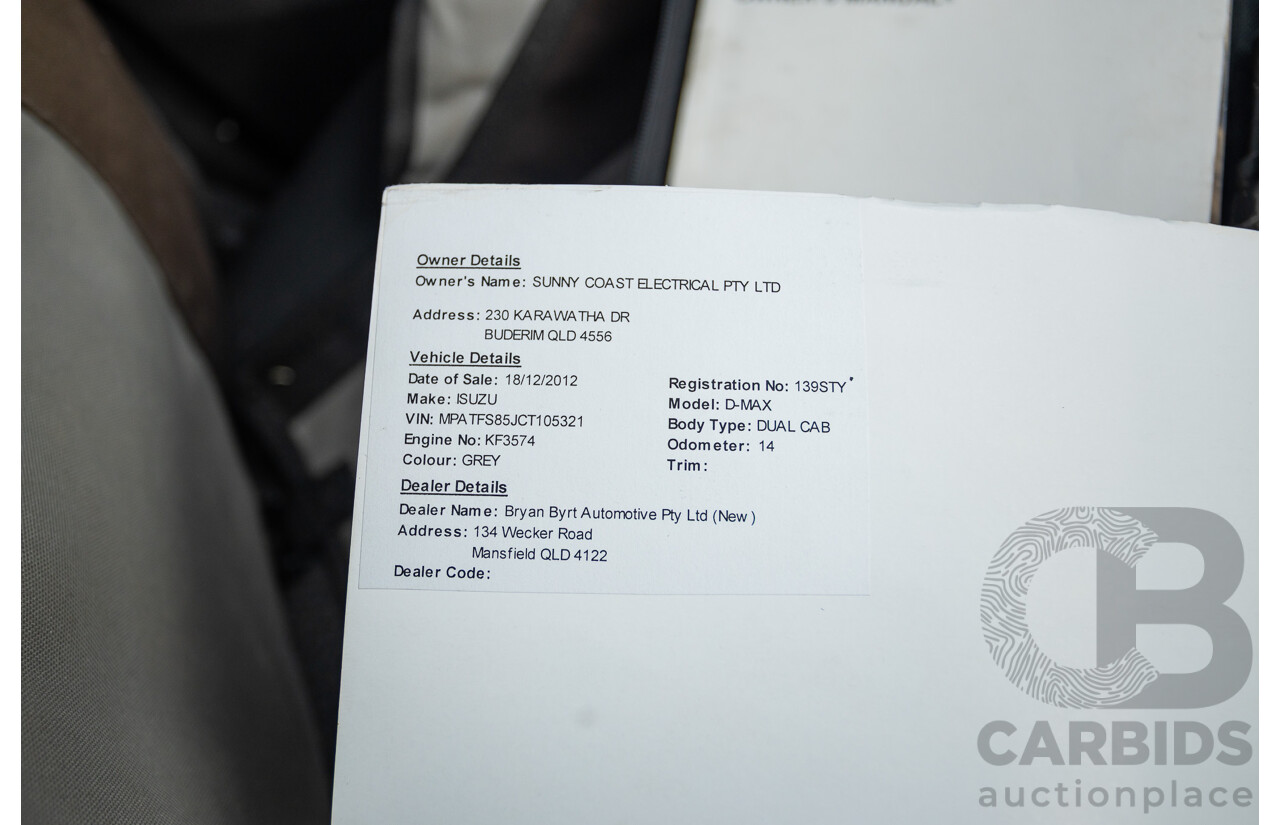 Owner Details
Owner's Name: SUNNY COAST ELECTRICAL PTY LTD
Address: 230 KARAWATHA DR
BUDERIM QLD 4556
Vehicle Details
Date of Sale: 18/12/2012
Make: ISUZU
VIN: MPATFS85JCT105321
Engine No: KF3574
Colour: GREY
Registration No: 139STY
Model: D-MAX
Body Type: DUAL CAB
Odometer: 14
Trim:
Dealer Details
Dealer Name: Bryan Byrt Automotive Pty Ltd (New )
Address: 134 Wecker Road
Mansfield QLD 4122
Dealer Code:
CB
CARBIDS
auctionplace